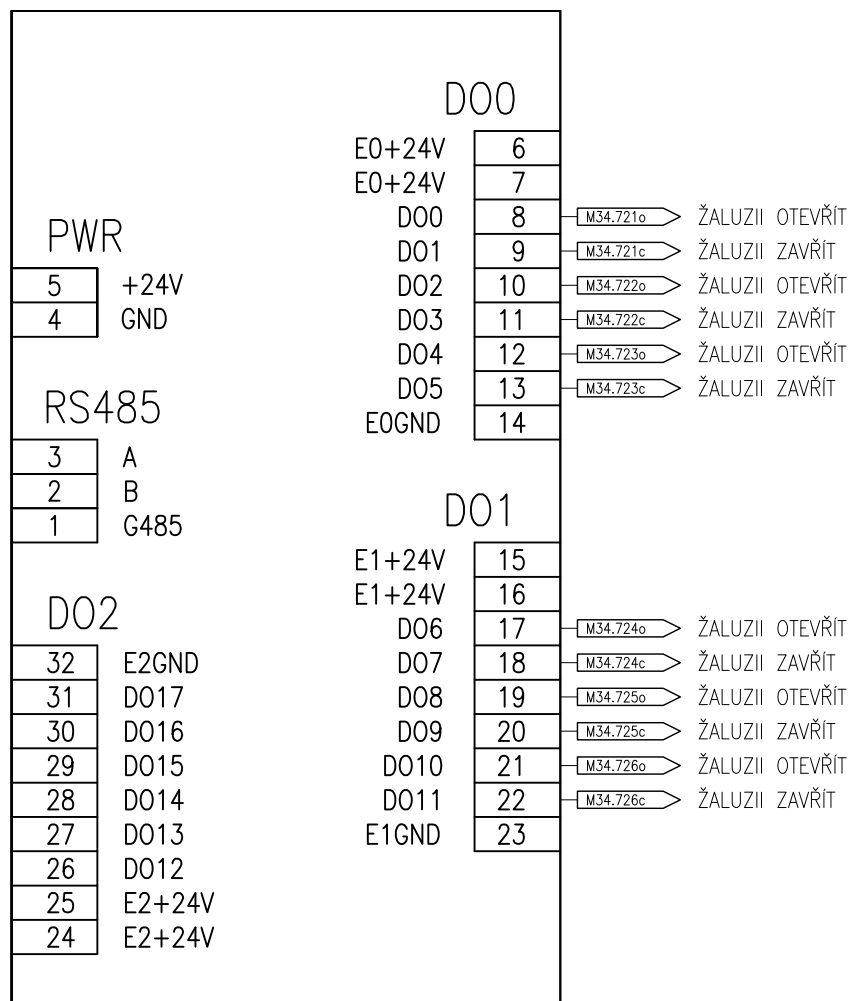 PWR
5 +24V
4 GND
RS485
3 A
2 B
1 G485
DO2
32 E2GND
31 DO17
30 DO16
29 DO15
28 DO14
27 DO13
26 DO12
25 E2+24V
24 E2+24V
DO0
E0+24V 6
E0+24V 7
DO0 8 M34.721o ŽALUZII OTEVŘÍT
DO1 9 M34.721c ŽALUZII ZAVŘÍT
DO2 10 M34.722o ŽALUZII OTEVŘÍT
DO3 11 M34.722c ŽALUZII ZAVŘÍT
DO4 12 M34.723o ŽALUZII OTEVŘÍT
DO5 13 M34.723c ŽALUZII ZAVŘÍT
E0GND 14
DO1
E1+24V 15
E1+24V 16
DO6 17 M34.724o ŽALUZII OTEVŘÍT
DO7 18 M34.724c ŽALUZII ZAVŘÍT
DO8 19 M34.725o ŽALUZII OTEVŘÍT
DO9 20 M34.725c ŽALUZII ZAVŘÍT
DO10 21 M34.726o ŽALUZII OTEVŘÍT
DO11 22 M34.726c ŽALUZII ZAVŘÍT
E1GND 23